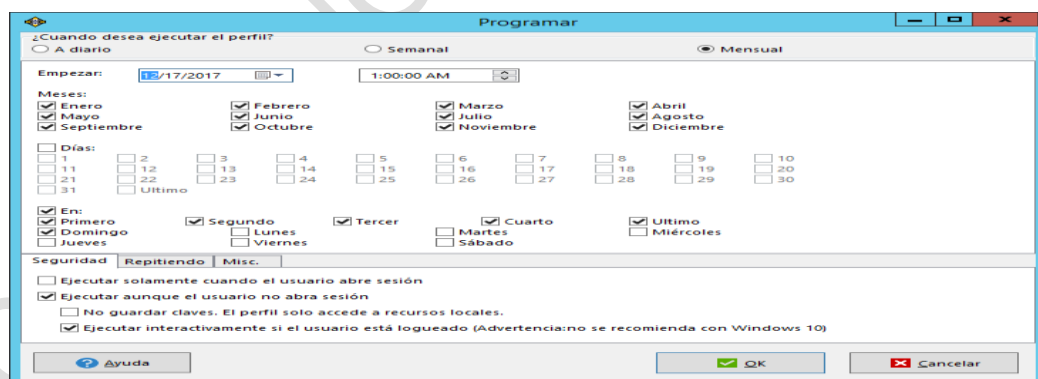 Programar
¿Cuando desea ejecutar el perfil?
A diario Semanal Mensual
Empezar: 12/17/2017 1:00:00 AM
Meses:
Enero Febrero Marzo Abril
Mayo Junio Julio Agosto
Septiembre Octubre Noviembre Diciembre
Días:
1 2 3 4 5 6 7 8 9 10
11 12 13 14 15 16 17 18 19 20
21 22 23 24 25 26 27 28 29 30
31 Ultimo
En:
Primero Segundo Tercer Cuarto Ultimo
Domingo Lunes Martes Miércoles
Jueves Viernes Sábado
Seguridad Repitiendo Misc.
Ejecutar solamente cuando el usuario abre sesión
Ejecutar aunque el usuario no abra sesión
No guardar claves. El perfil solo accede a recursos locales.
Ejecutar interactivamente si el usuario está logueado (Advertencia:no se recomienda con Windows 10)
Ayuda OK Cancelar